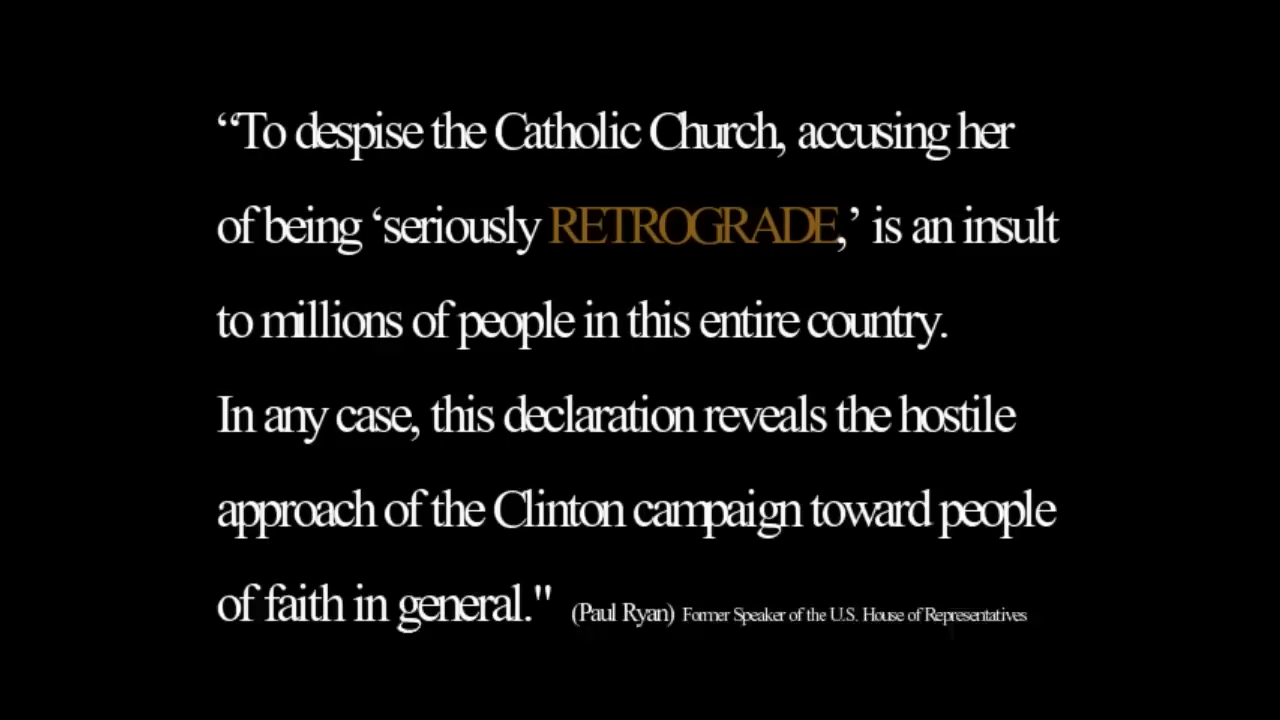 “To despise the Catholic Church, accusing her
of being ‘seriously RETROGRADE,’ is an insult
to millions of people in this entire country.
In any case, this declaration reveals the hostile
approach of the Clinton campaign toward people
of faith in general." (Paul Ryan) Former Speaker of the U.S. House of Representatives